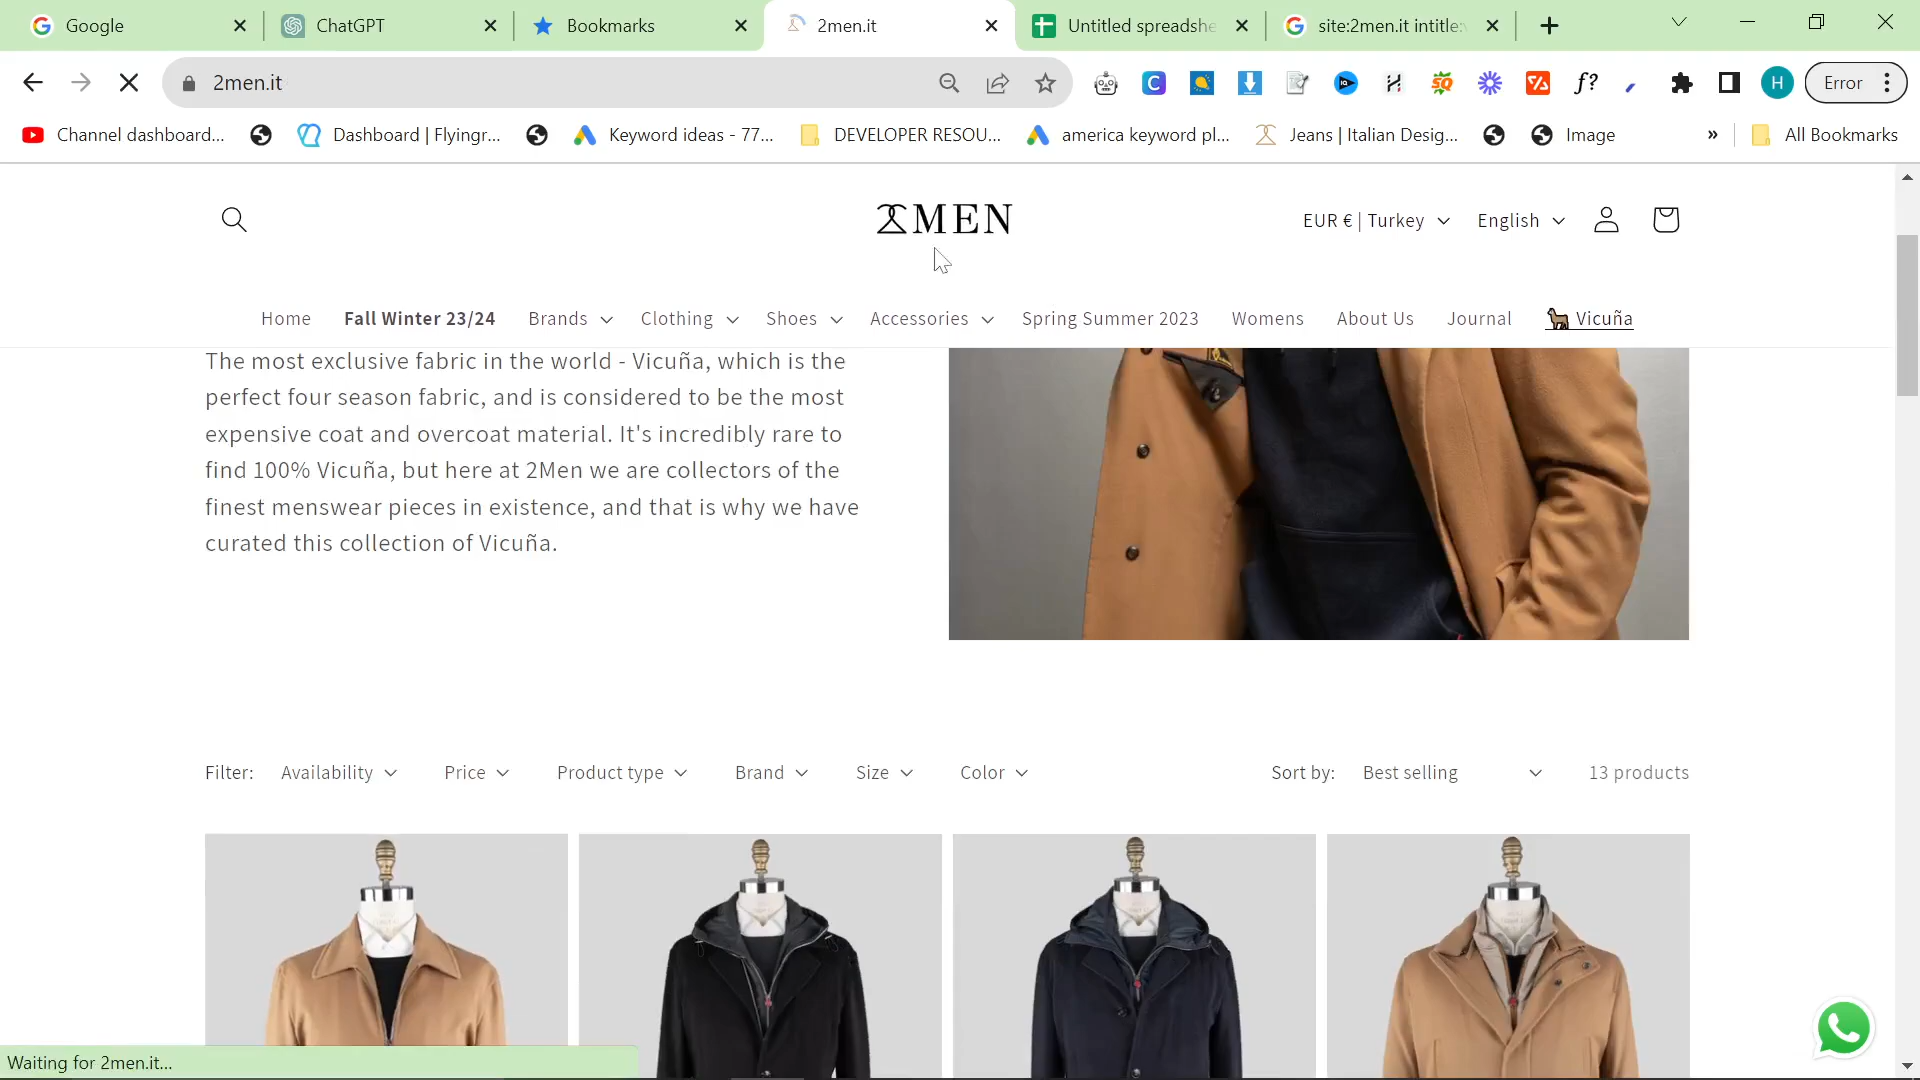 Google
ChatGPT
Bookmarks
2men.it
Untitled spreadshe
site:2men.it intitle:
2men.it
Error
Channel dashboard...
Dashboard | Flyingr...
Keyword ideas - 77...
DEVELOPER RESOU...
america keyword pl...
Jeans | Italian Desig...
Image
»
All Bookmarks
2MEN
EUR € | Turkey
English
Home
Fall Winter 23/24
Brands
Clothing
Shoes
Accessories
Spring Summer 2023
Womens
About Us
Journal
Vicuña
The most exclusive fabric in the world - Vicuña, which is the
perfect four season fabric, and is considered to be the most
expensive coat and overcoat material. It's incredibly rare to
find 100% Vicuña, but here at 2Men we are collectors of the
finest menswear pieces in existence, and that is why we have
curated this collection of Vicuña.
Filter:
Availability
Price
Product type
Brand
Size
Color
Sort by:
Best selling
13 products
Waiting for 2men.it...